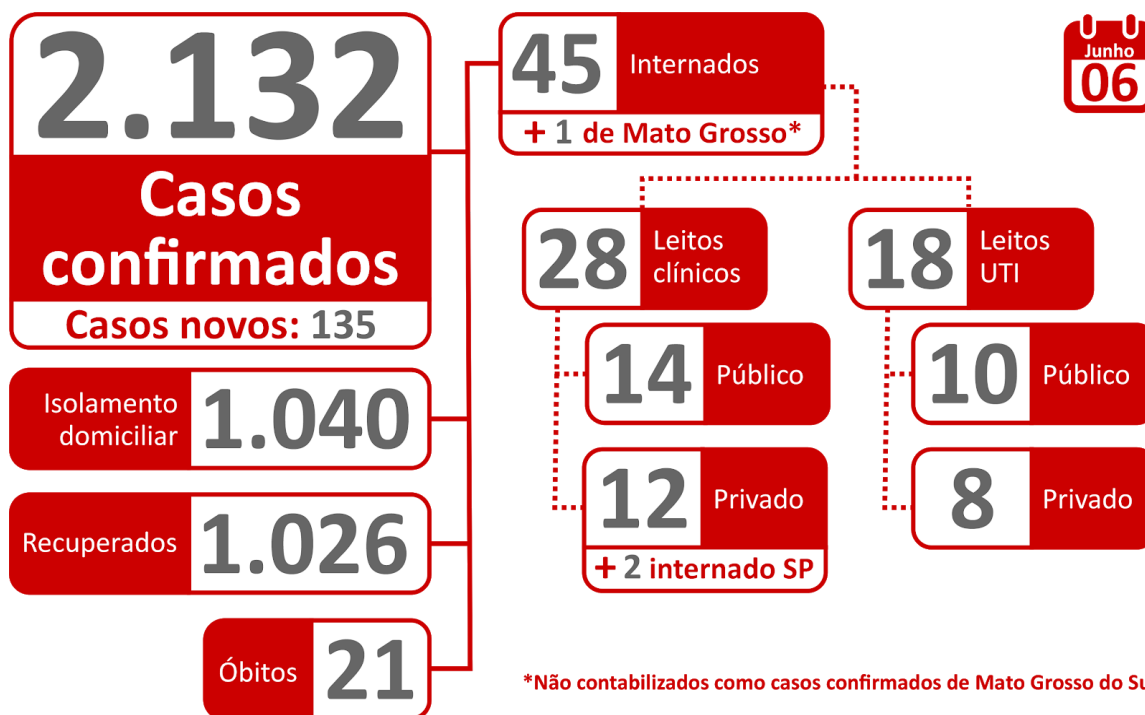 2.132
Casos
confirmados
Casos novos: 135
Isolamento
domiciliar
1.040
Recuperados
1.026
Óbitos
21
45
Internados
+ 1 de Mato Grosso*
28
Leitos
clínicos
14
Público
12
Privado
+ 2 internado SP
18
Leitos
UTI
10
Público
8
Privado
Junho
06
*Não contabilizados como casos confirmados de Mato Grosso do Su